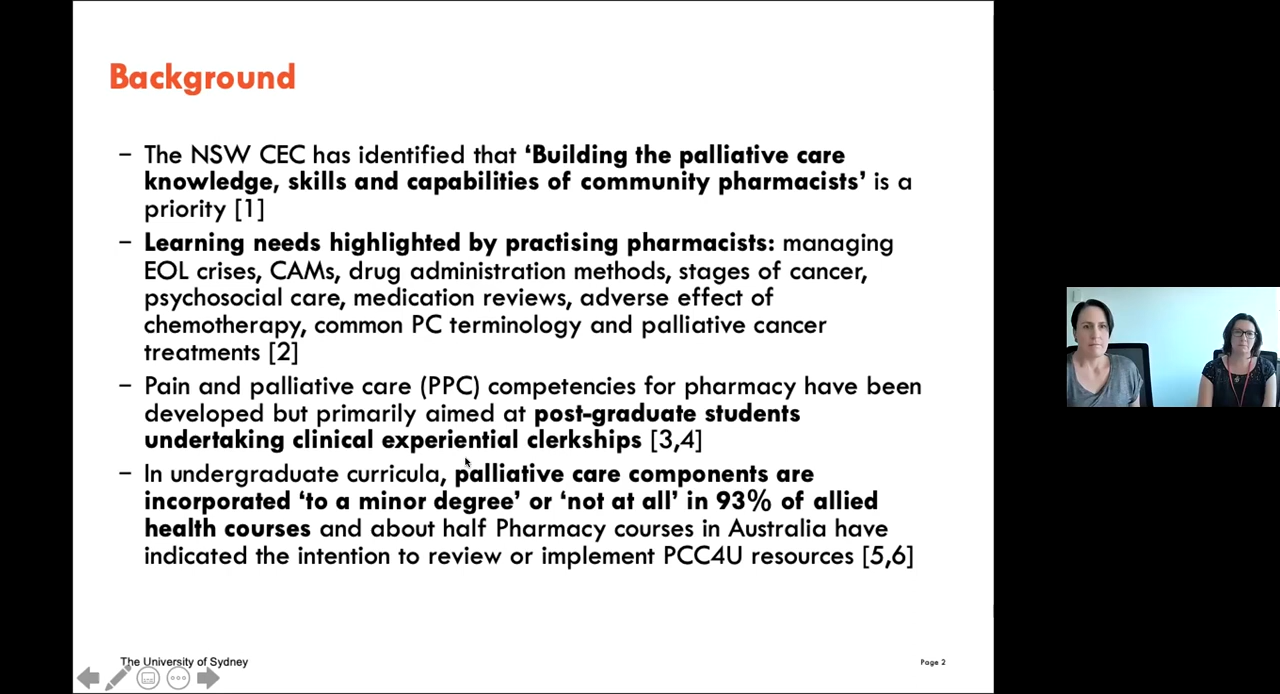 Background
– The NSW CEC has identified that ‘Building the palliative care
knowledge, skills and capabilities of community pharmacists’ is a
priority [1]
– Learning needs highlighted by practising pharmacists: managing
EOL crises, CAMs, drug administration methods, stages of cancer,
psychosocial care, medication reviews, adverse effect of
chemotherapy, common PC terminology and palliative cancer
treatments [2]
– Pain and palliative care (PPC) competencies for pharmacy have been
developed but primarily aimed at post-graduate students
undertaking clinical experiential clerkships [3,4]
– In undergraduate curricula, palliative care components are
incorporated ‘to a minor degree’ or ‘not at all’ in 93% of allied
health courses and about half Pharmacy courses in Australia have
indicated the intention to review or implement PCC4U resources [5,6]
The University of Sydney
Page 2